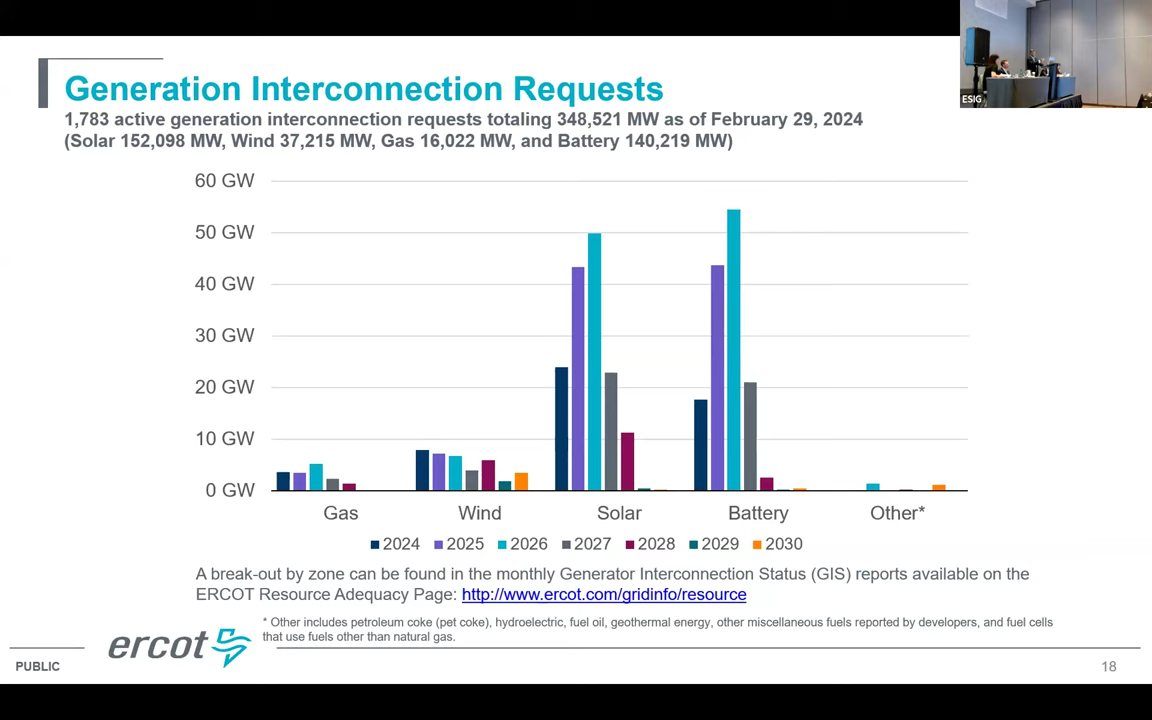 Generation Interconnection Requests
1,783 active generation interconnection requests totaling 348,521 MW as of February 29, 2024
(Solar 152,098 MW, Wind 37,215 MW, Gas 16,022 MW, and Battery 140,219 MW)
ESIG
60 GW
50 GW
40 GW
30 GW
20 GW
10 GW
0 GW
Gas Wind Solar Battery Other*
2024 2025 2026 2027 2028 2029 2030
A break-out by zone can be found in the monthly Generator Interconnection Status (GIS) reports available on the
ERCOT Resource Adequacy Page: http://www.ercot.com/gridinfo/resource
* Other includes petroleum coke (pet coke), hydroelectric, fuel oil, geothermal energy, other miscellaneous fuels reported by developers, and fuel cells
that use fuels other than natural gas.
ercot
PUBLIC
18